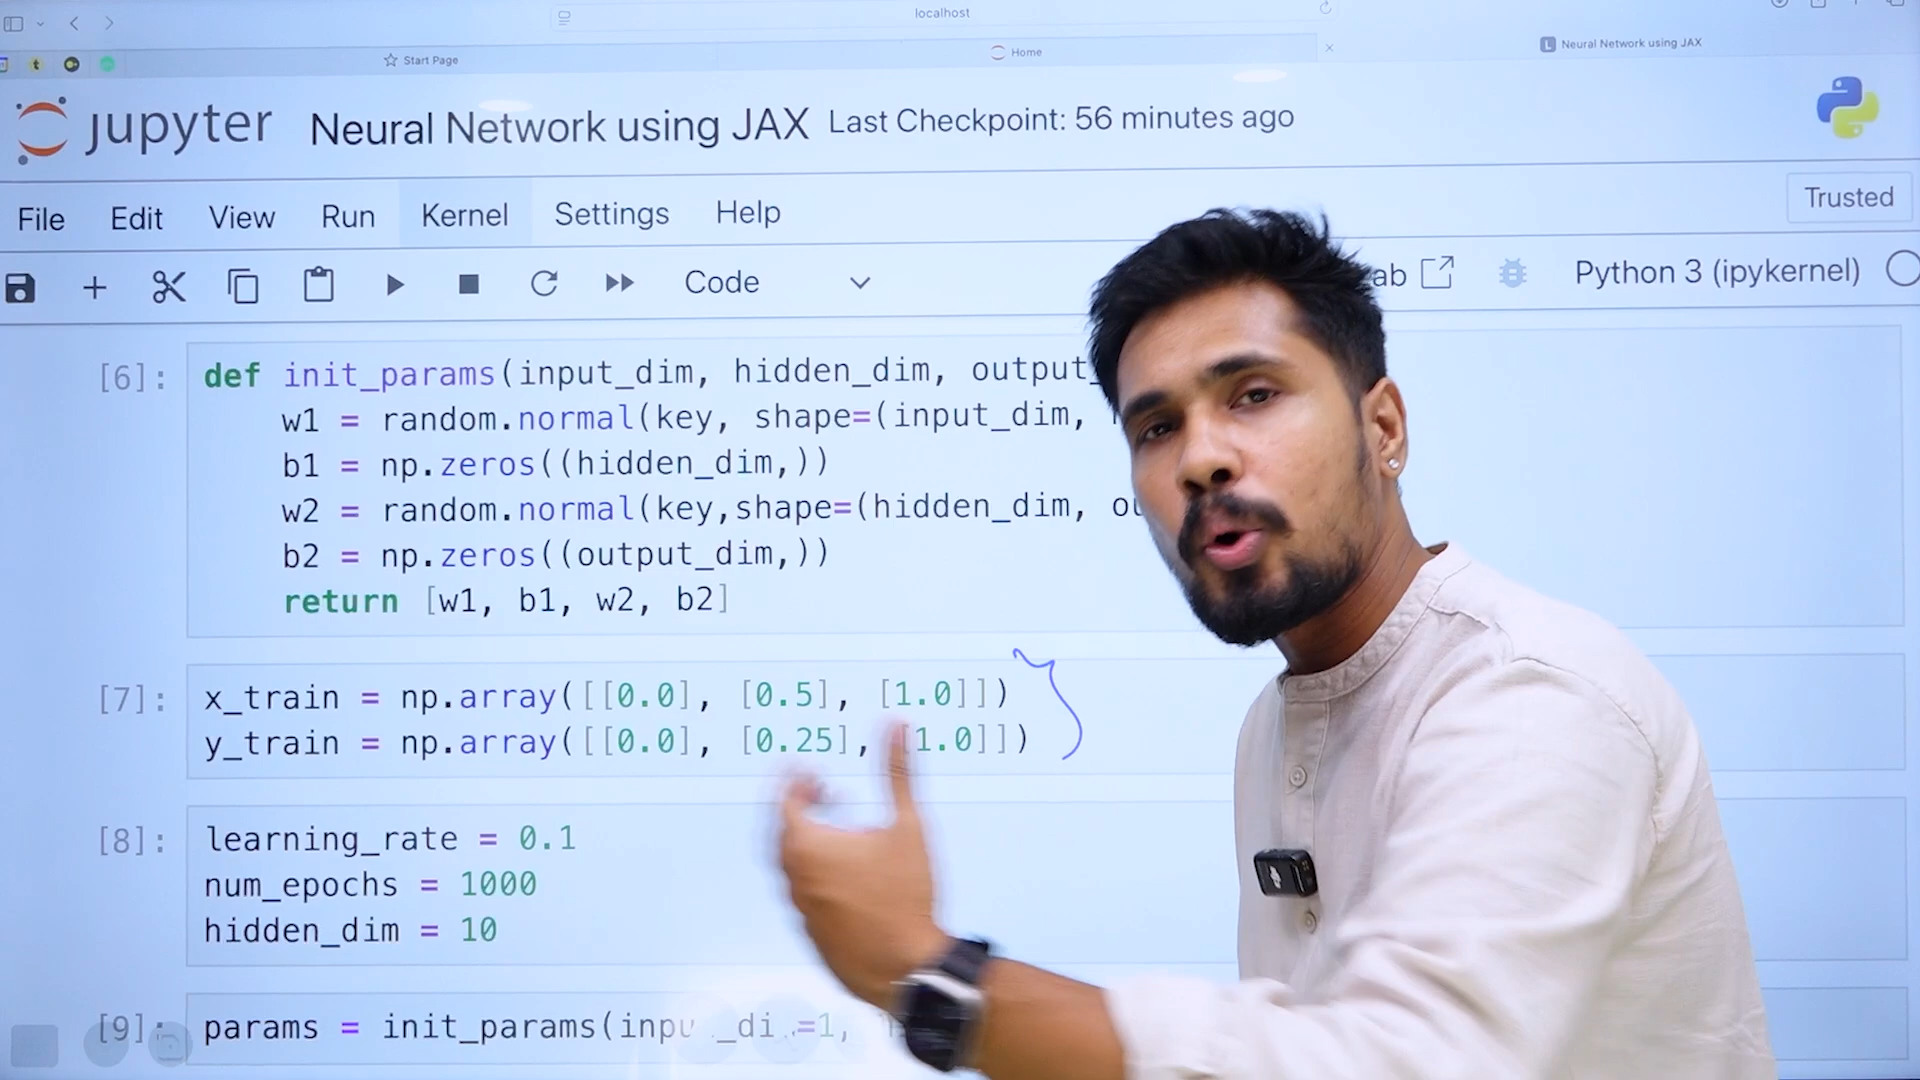 localhost
Start Page
Home
Neural Network using JAX
jupyter Neural Network using JAX Last Checkpoint: 56 minutes ago
File Edit View Run Kernel Settings Help
Trusted
Code
Python 3 (ipykernel)
[6]: def init_params(input_dim, hidden_dim,
w1 = random.normal(key, shape=(input_dim,
b1 = np.zeros((hidden_dim,))
w2 = random.normal(key,shape=(hidden_dim,
b2 = np.zeros((output_dim,))
return [w1, b1, w2, b2]
[7]: x_train = np.array([[0.0], [0.5], [1.0]])
y_train = np.array([[0.0], [0.25], [1.0]])
[8]: learning_rate = 0.1
num_epochs = 1000
hidden_dim = 10
[9]: params = init_params(